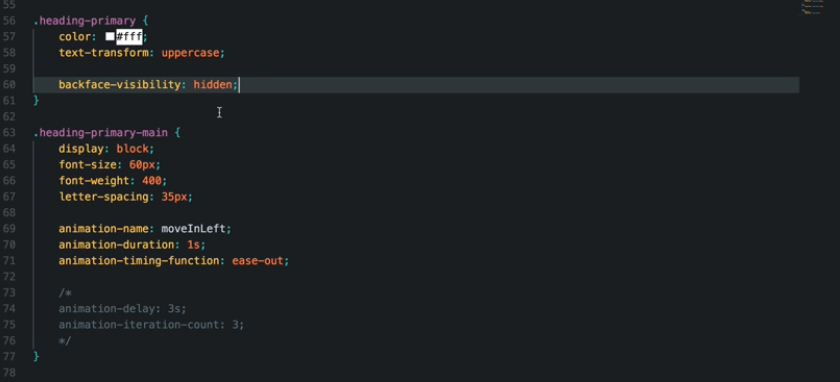 55
56 .heading-primary {
57 color: #fff;
58 text-transform: uppercase;
59
60 backface-visibility: hidden;
61 }
62
63 .heading-primary-main {
64 display: block;
65 font-size: 60px;
66 font-weight: 400;
67 letter-spacing: 35px;
68
69 animation-name: moveInLeft;
70 animation-duration: 1s;
71 animation-timing-function: ease-out;
72
73 /*
74 animation-delay: 3s;
75 animation-iteration-count: 3;
76 */
77 }
78